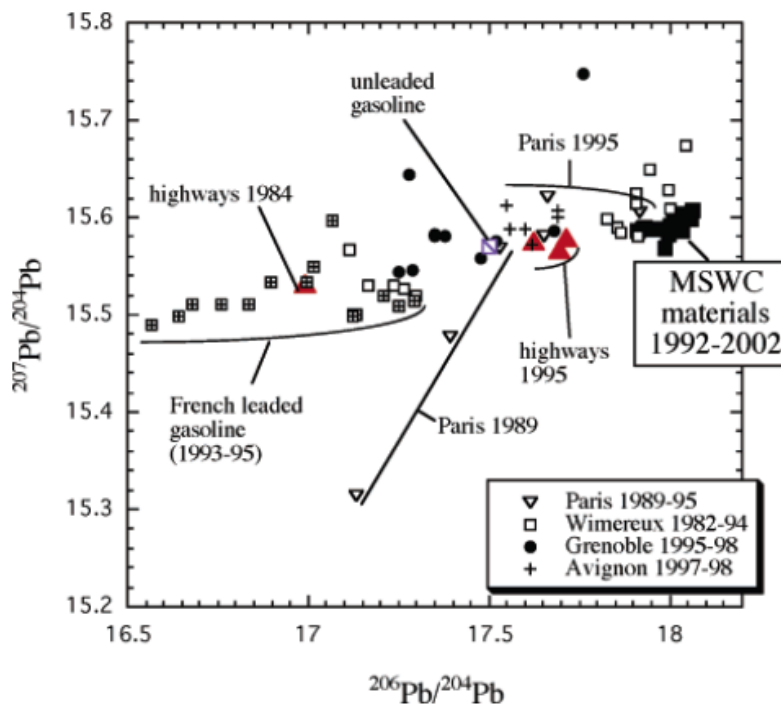 15.8
15.7
15.6
15.5
15.4
15.3
15.2
207Pb/204Pb
unleaded
gasoline
highways 1984
Paris 1995
MSWC
materials
1992-2002
highways
1995
French leaded
gasoline
(1993-95)
Paris 1989
Paris 1989-95
Wimereux 1982-94
Grenoble 1995-98
Avignon 1997-98
16.5
17
17.5
18
206Pb/204Pb